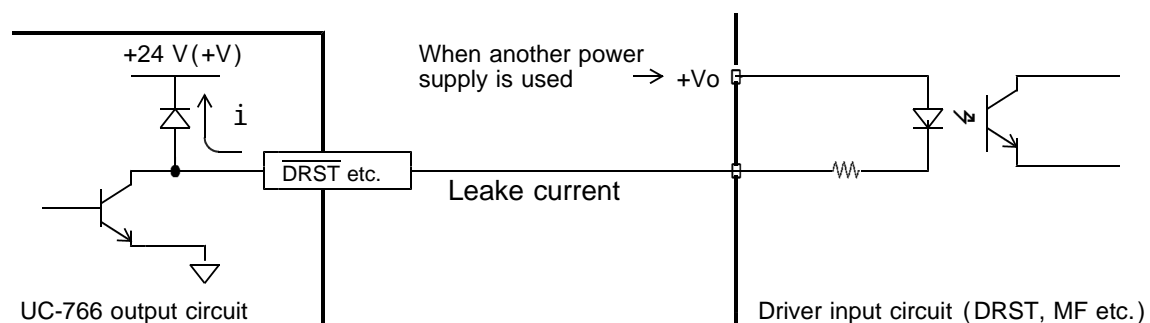 +24 V(+V)
i
When another power
supply is used
+Vo
DRST etc.
Leake current
UC-766 output circuit
Driver input circuit (DRST, MF etc.)